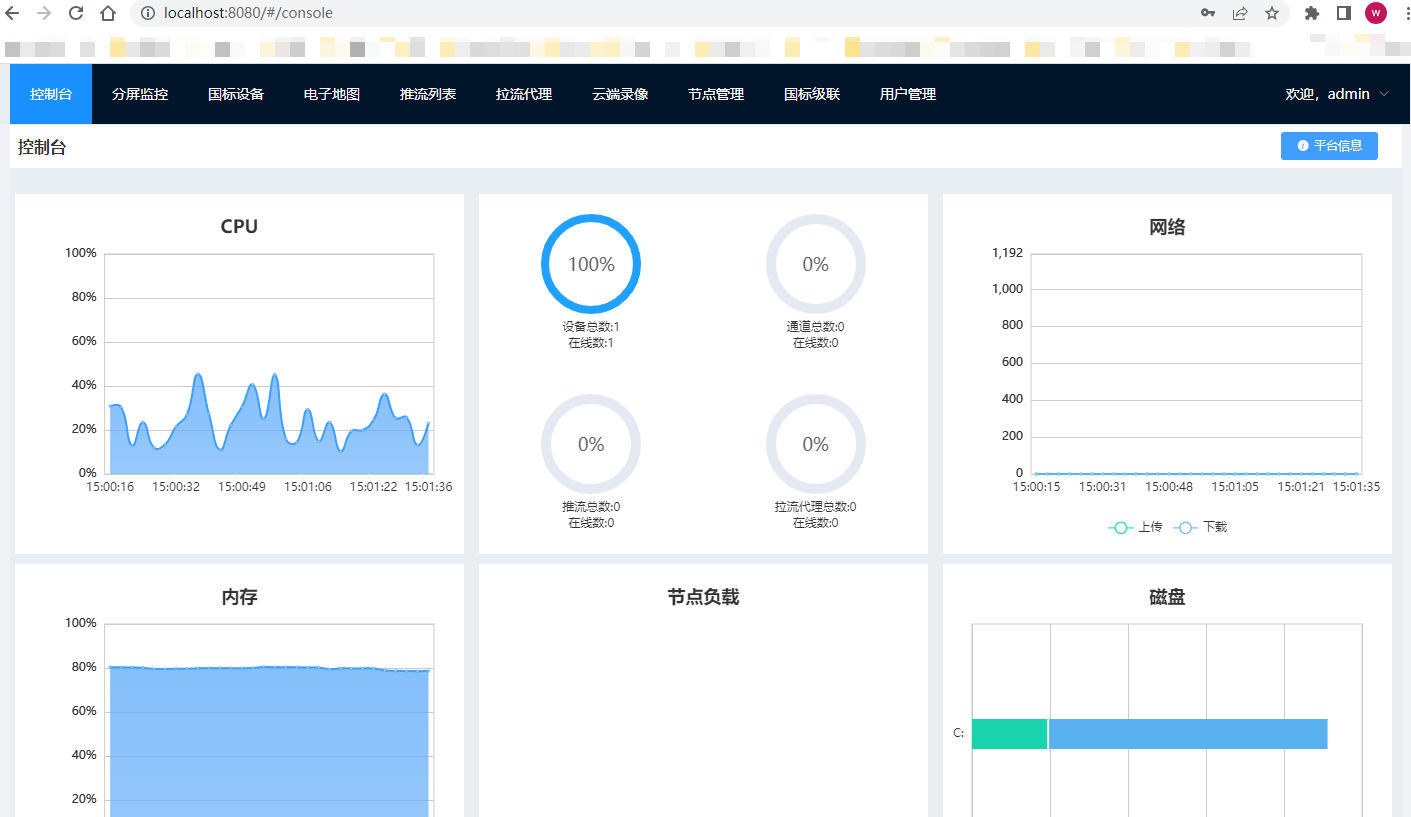 localhost:8080/#/console
W
控制台 分屏监控 国标设备 电子地图 推流列表 拉流代理 云端录像 节点管理 国标级联 用户管理 欢迎，admin
控制台
平台信息
CPU
100%
80%
60%
40%
20%
0%
15:00:16 15:00:32 15:00:49 15:01:06 15:01:22 15:01:36
100%
设备总数:1
在线数:1
0%
通道总数:0
在线数:0
0%
推流总数:0
在线数:0
0%
拉流代理总数:0
在线数:0
网络
1,192
1,000
800
600
400
200
0
15:00:15 15:00:31 15:00:48 15:01:05 15:01:21 15:01:35
上传 下载
内存
100%
80%
60%
40%
20%
节点负载
磁盘
C: